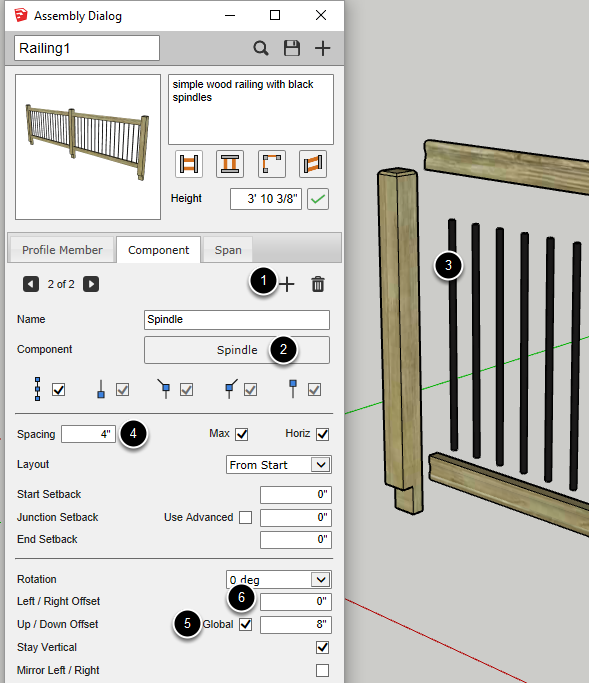 Assembly Dialog
Railing1
simple wood railing with black
spindles
Height 3' 10 3/8"
Profile Member Component Span
2 of 2 1
Name Spindle
Component Spindle 2
3
Spacing 4" 4 Max Horiz
Layout From Start
Start Setback 0"
Junction Setback Use Advanced 0"
End Setback 0"
Rotation 0 deg
Left / Right Offset 6 0"
Up / Down Offset 5 Global 8"
Stay Vertical
Mirror Left / Right